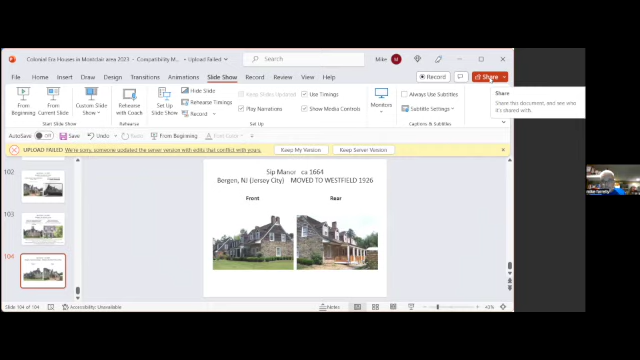 Colonial Era Houses in Montclair area 2023 - Compatibility M... • Upload Failed
Search
Mike
M
File
Home
Insert
Draw
Design
Transitions
Animations
Slide Show
Record
Review
View
Help
Record
Share
From Beginning
From Current Slide
Custom Slide Show
Rehearse with Coach
Set Up Slide Show
Hide Slide
Rehearse Timings
Record
Keep Slides Updated
Play Narrations
Use Timings
Show Media Controls
Set Up
Monitors
Always Use Subtitles
Subtitle Settings
Captions & Subtitles
Share
Share this document, and see who it's shared with.
AutoSave
Off
Save
Undo
From Beginning
UPLOAD FAILED: We're sorry, someone updated the server version with edits that conflict with yours.
Keep My Version
Keep Server Version
102
103
104
Sip Manor ca 1664
Bergen, NJ (Jersey City) MOVED TO WESTFIELD 1926
Front
Rear
Slide 104 of 104
Accessibility: Unavailable
Notes
40%